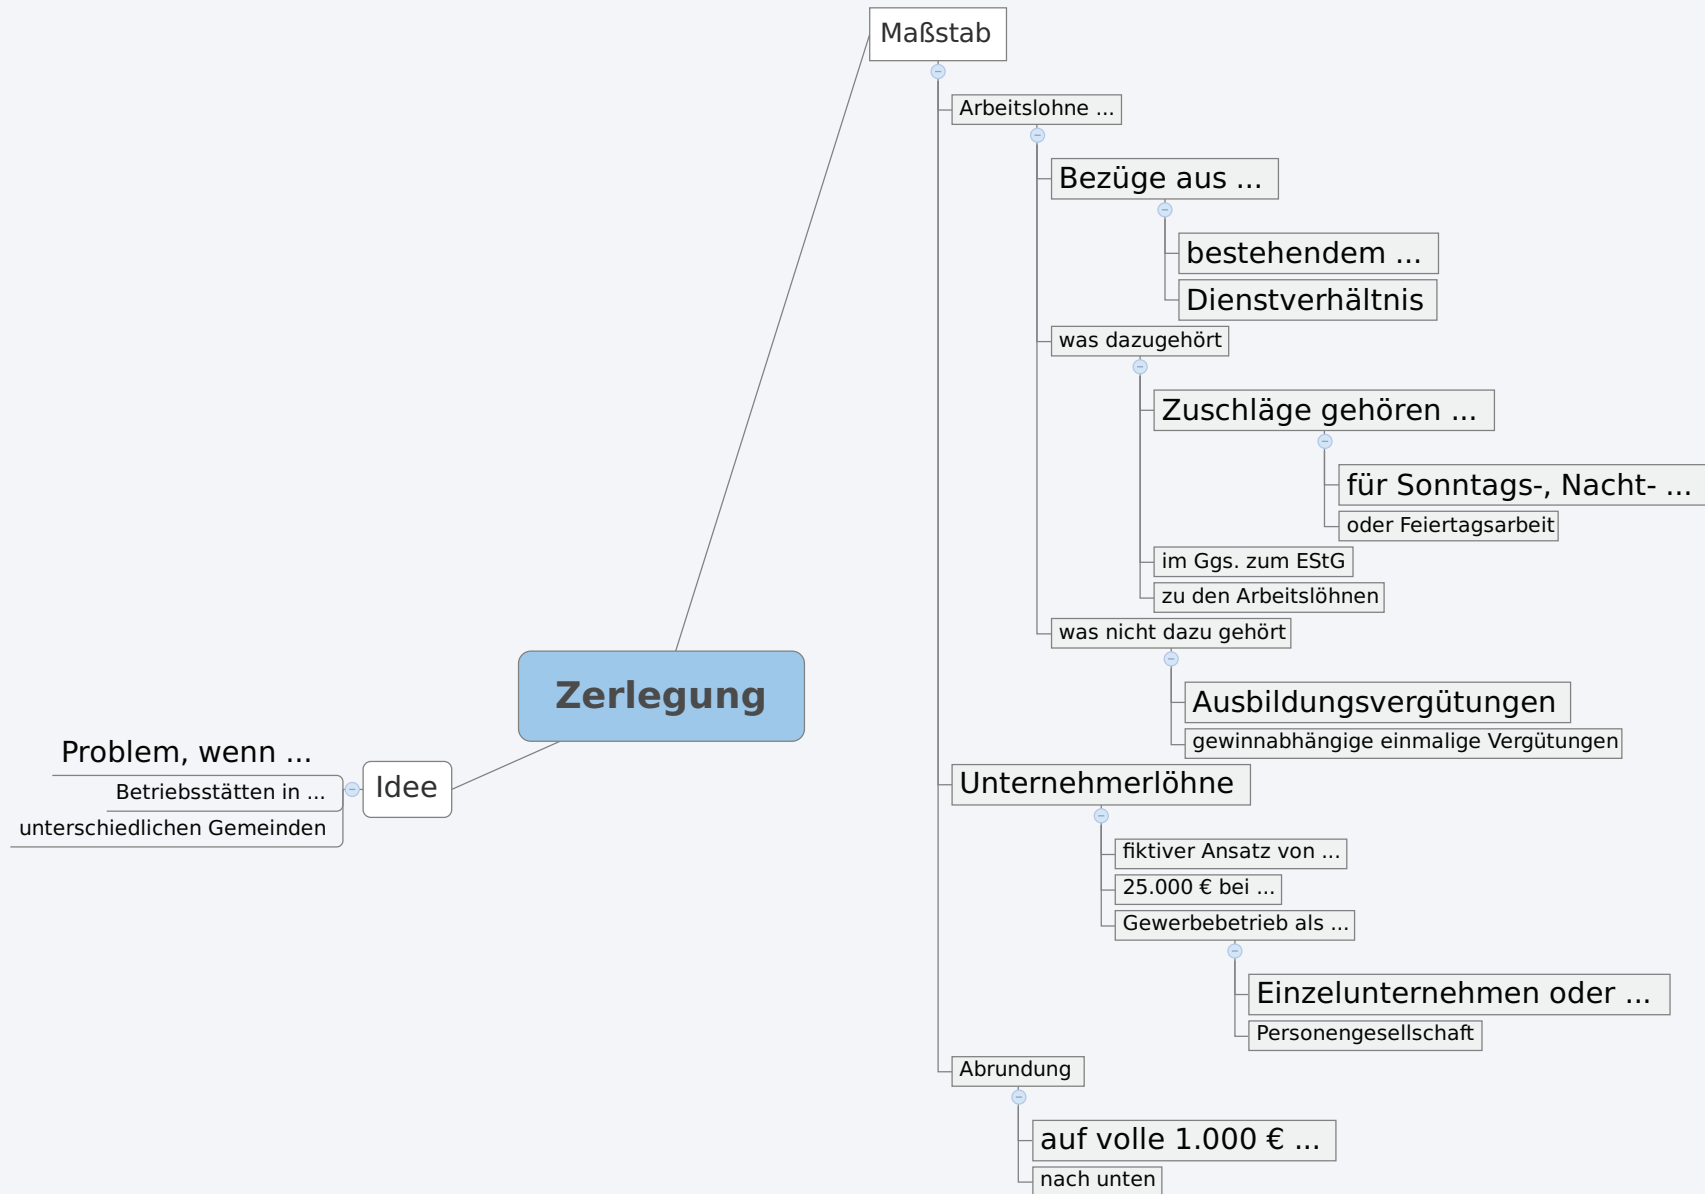 Maßstab
Arbeitslohne ...
Bezüge aus ...
bestehendem ...
Dienstverhältnis
was dazugehört
Zuschläge gehören ...
für Sonntags-, Nacht- ...
oder Feiertagsarbeit
im Ggs. zum EStG
zu den Arbeitslöhnen
was nicht dazu gehört
Ausbildungsvergütungen
gewinnabhängige einmalige Vergütungen
Unternehmerlöhne
fiktiver Ansatz von ...
25.000 € bei ...
Gewerbebetrieb als ...
Einzelunternehmen oder ...
Personengesellschaft
Abrundung
auf volle 1.000 € ...
nach unten
Zerlegung
Idee
Problem, wenn ...
Betriebsstätten in ...
unterschiedlichen Gemeinden